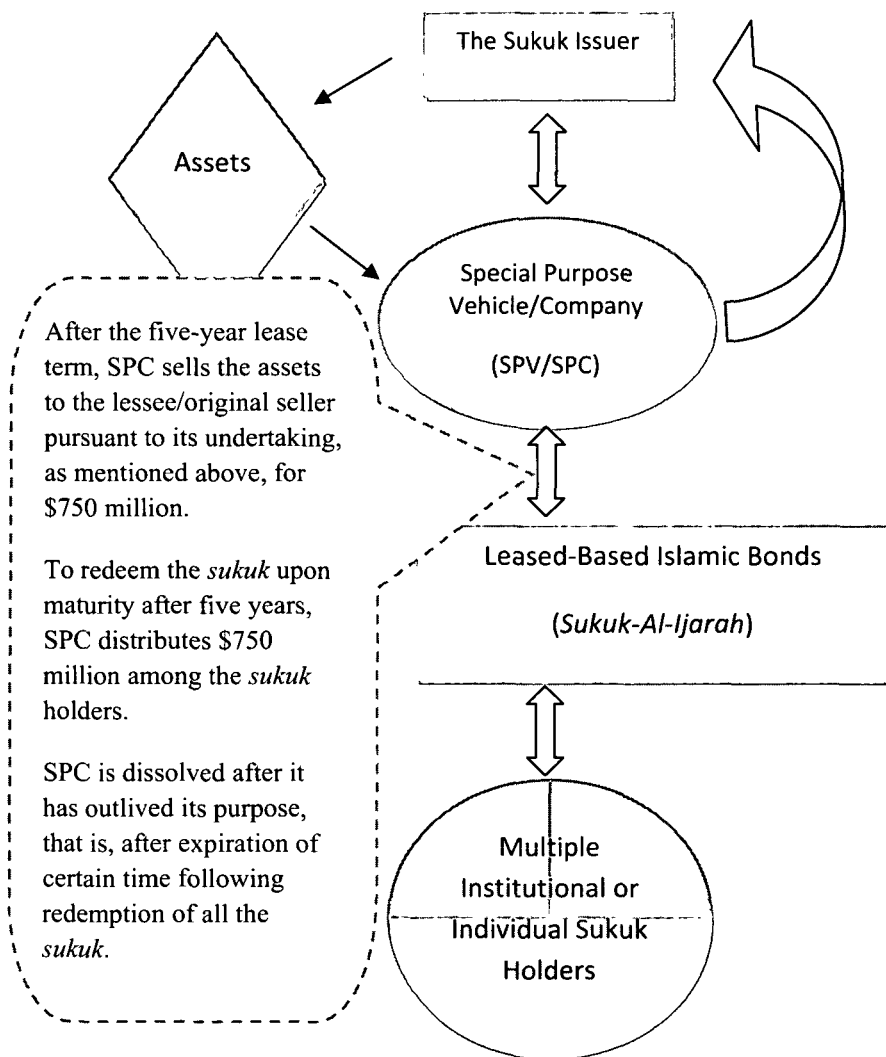 The Sukuk Issuer
Assets
Special Purpose
Vehicle/Company
(SPV/SPC)
After the five-year lease
term, SPC sells the assets
to the lessee/original seller
pursuant to its undertaking,
as mentioned above, for
$750 million.
To redeem the sukuk upon
maturity after five years,
SPC distributes $750
million among the sukuk
holders.
SPC is dissolved after it
has outlived its purpose,
that is, after expiration of
certain time following
redemption of all the
sukuk.
Leased-Based Islamic Bonds
(Sukuk-Al-Ijarah)
Multiple
Institutional or
Individual Sukuk
Holders